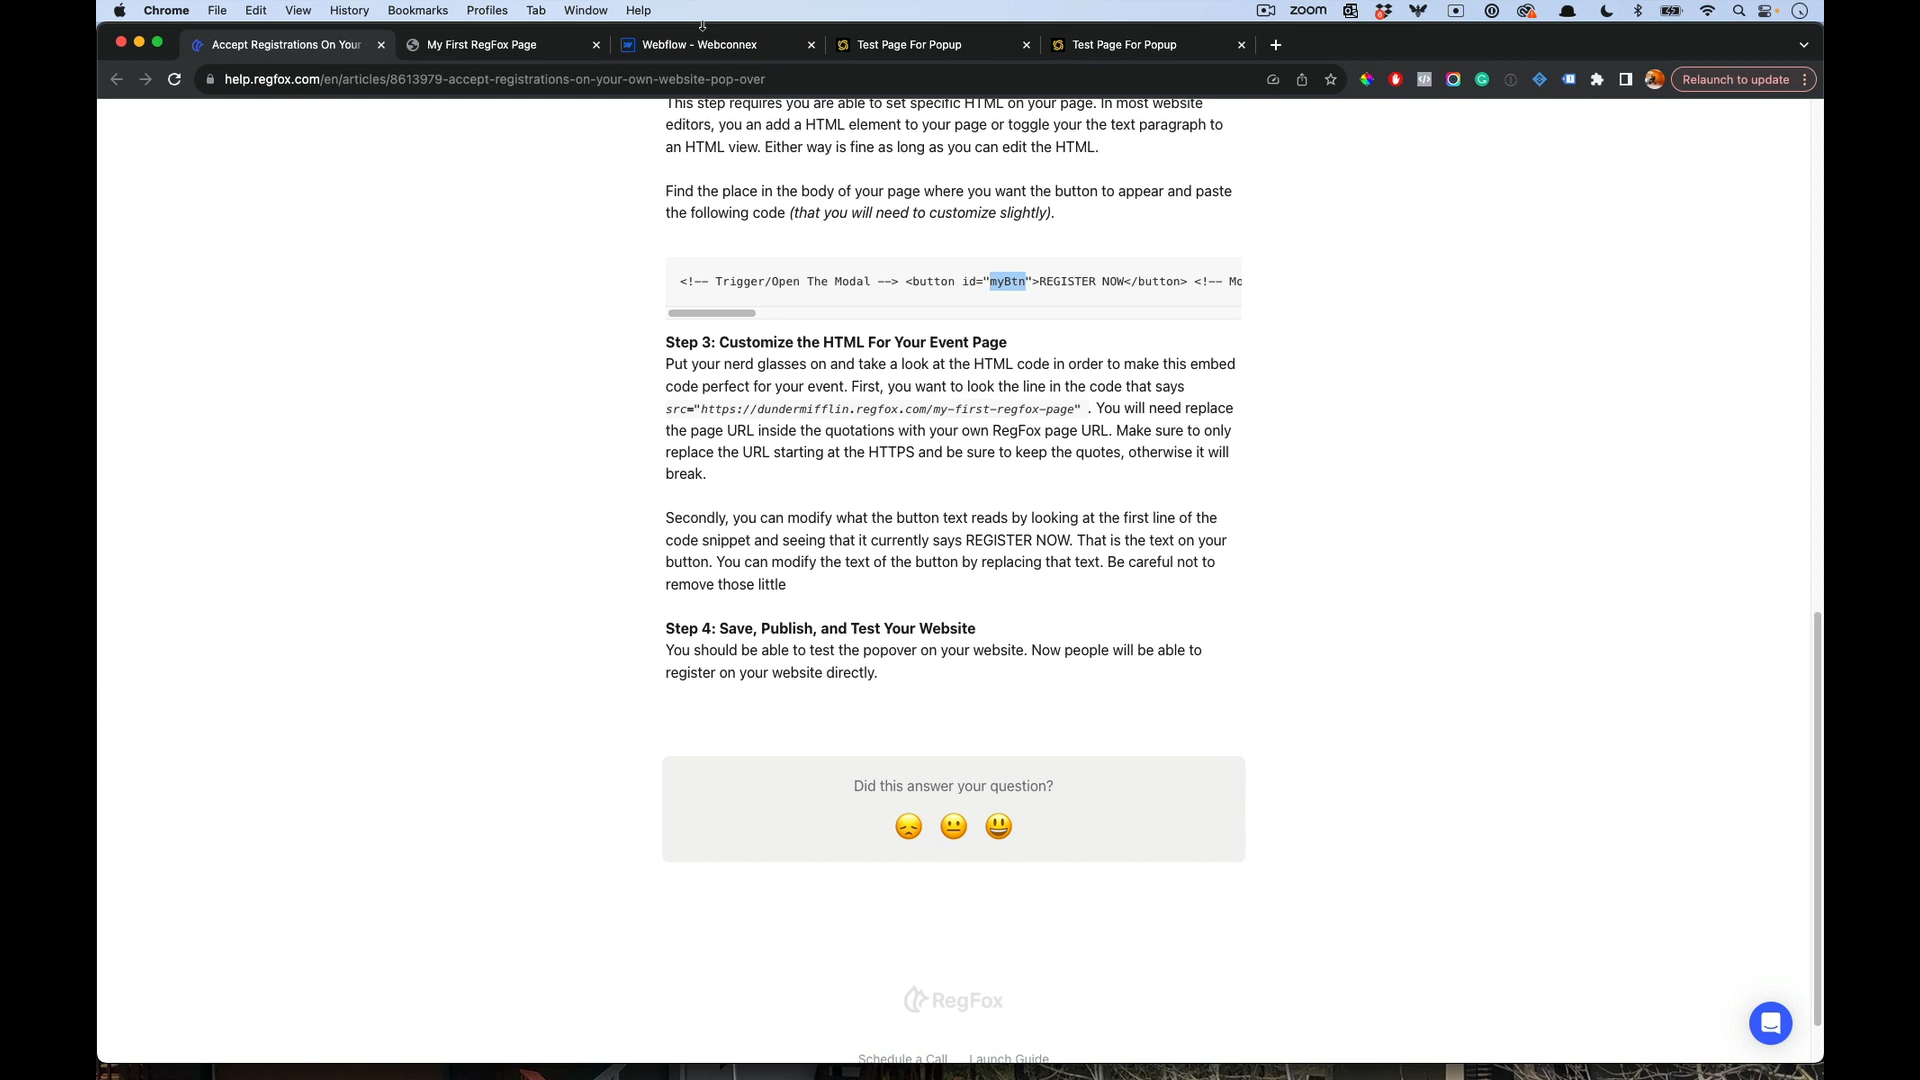 Chrome File Edit View History Bookmarks Profiles Tab Window Help
zoom
Accept Registrations On Your
My First RegFox Page
Webflow - Webconnex
Test Page For Popup
Test Page For Popup
help.regfox.com/en/articles/8613979-accept-registrations-on-your-own-website-pop-over
Relaunch to update
This step requires you are able to set specific HTML on your page. In most website
editors, you an add a HTML element to your page or toggle your the text paragraph to
an HTML view. Either way is fine as long as you can edit the HTML.
Find the place in the body of your page where you want the button to appear and paste
the following code (that you will need to customize slightly).
<!-- Trigger/Open The Modal --> <button id="myBtn">REGISTER NOW</button> <!-- Mo
Step 3: Customize the HTML For Your Event Page
Put your nerd glasses on and take a look at the HTML code in order to make this embed
code perfect for your event. First, you want to look the line in the code that says
src="https://dundermifflin.regfox.com/my-first-regfox-page" . You will need replace
the page URL inside the quotations with your own RegFox page URL. Make sure to only
replace the URL starting at the HTTPS and be sure to keep the quotes, otherwise it will
break.
Secondly, you can modify what the button text reads by looking at the first line of the
code snippet and seeing that it currently says REGISTER NOW. That is the text on your
button. You can modify the text of the button by replacing that text. Be careful not to
remove those little
Step 4: Save, Publish, and Test Your Website
You should be able to test the popover on your website. Now people will be able to
register on your website directly.
Did this answer your question?
RegFox
Schedule a Call Launch Guide